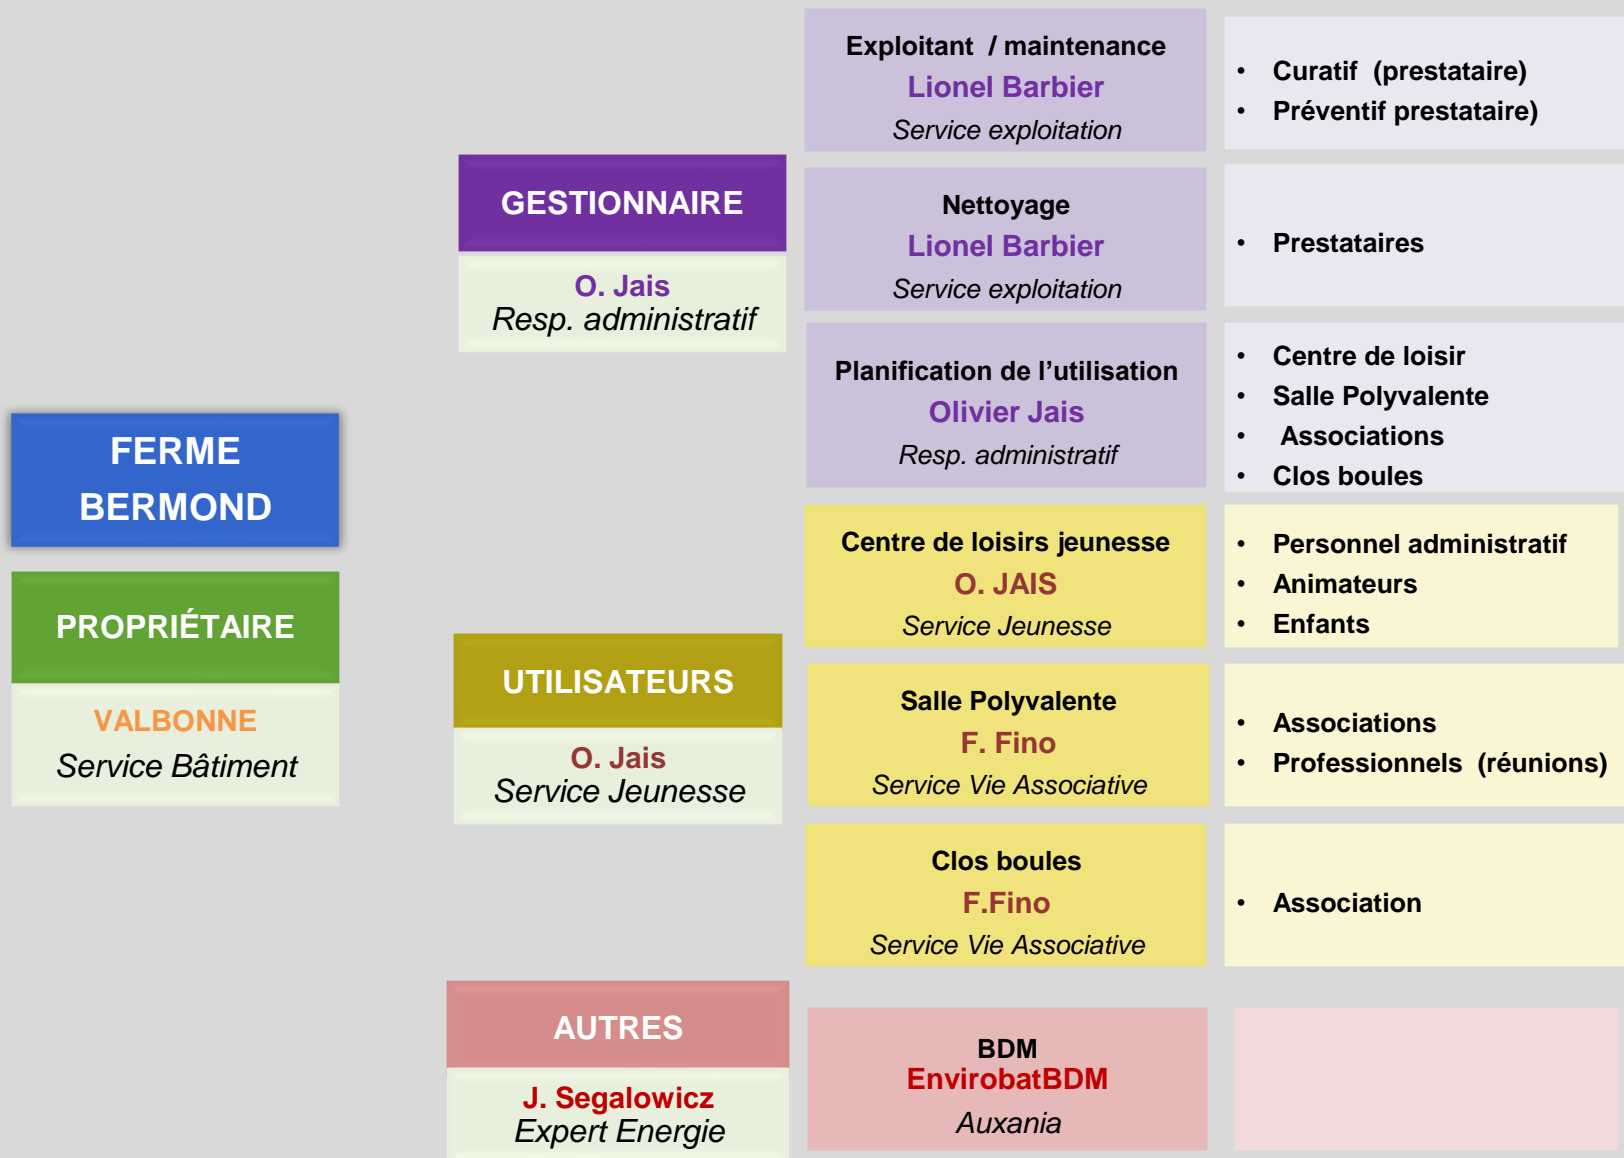 FERME
BERMOND
PROPRIÉTAIRE
VALBONNE
Service Bâtiment
GESTIONNAIRE
O. Jais
Resp. administratif
Exploitant / maintenance
Lionel Barbier
Service exploitation
• Curatif (prestataire)
• Préventif prestataire)
Nettoyage
Lionel Barbier
Service exploitation
• Prestataires
Planification de l’utilisation
Olivier Jais
Resp. administratif
• Centre de loisir
• Salle Polyvalente
• Associations
• Clos boules
UTILISATEURS
O. Jais
Service Jeunesse
Centre de loisirs jeunesse
O. JAIS
Service Jeunesse
• Personnel administratif
• Animateurs
• Enfants
Salle Polyvalente
F. Fino
Service Vie Associative
• Associations
• Professionnels (réunions)
Clos boules
F.Fino
Service Vie Associative
• Association
AUTRES
J. Segalowicz
Expert Energie
BDM
EnvirobatBDM
Auxania